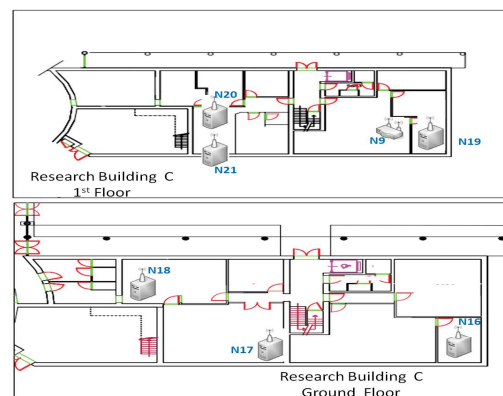 N20
N9
N19
N21
Research Building C
1st Floor
N18
N16
N17
Research Building C
Ground Floor